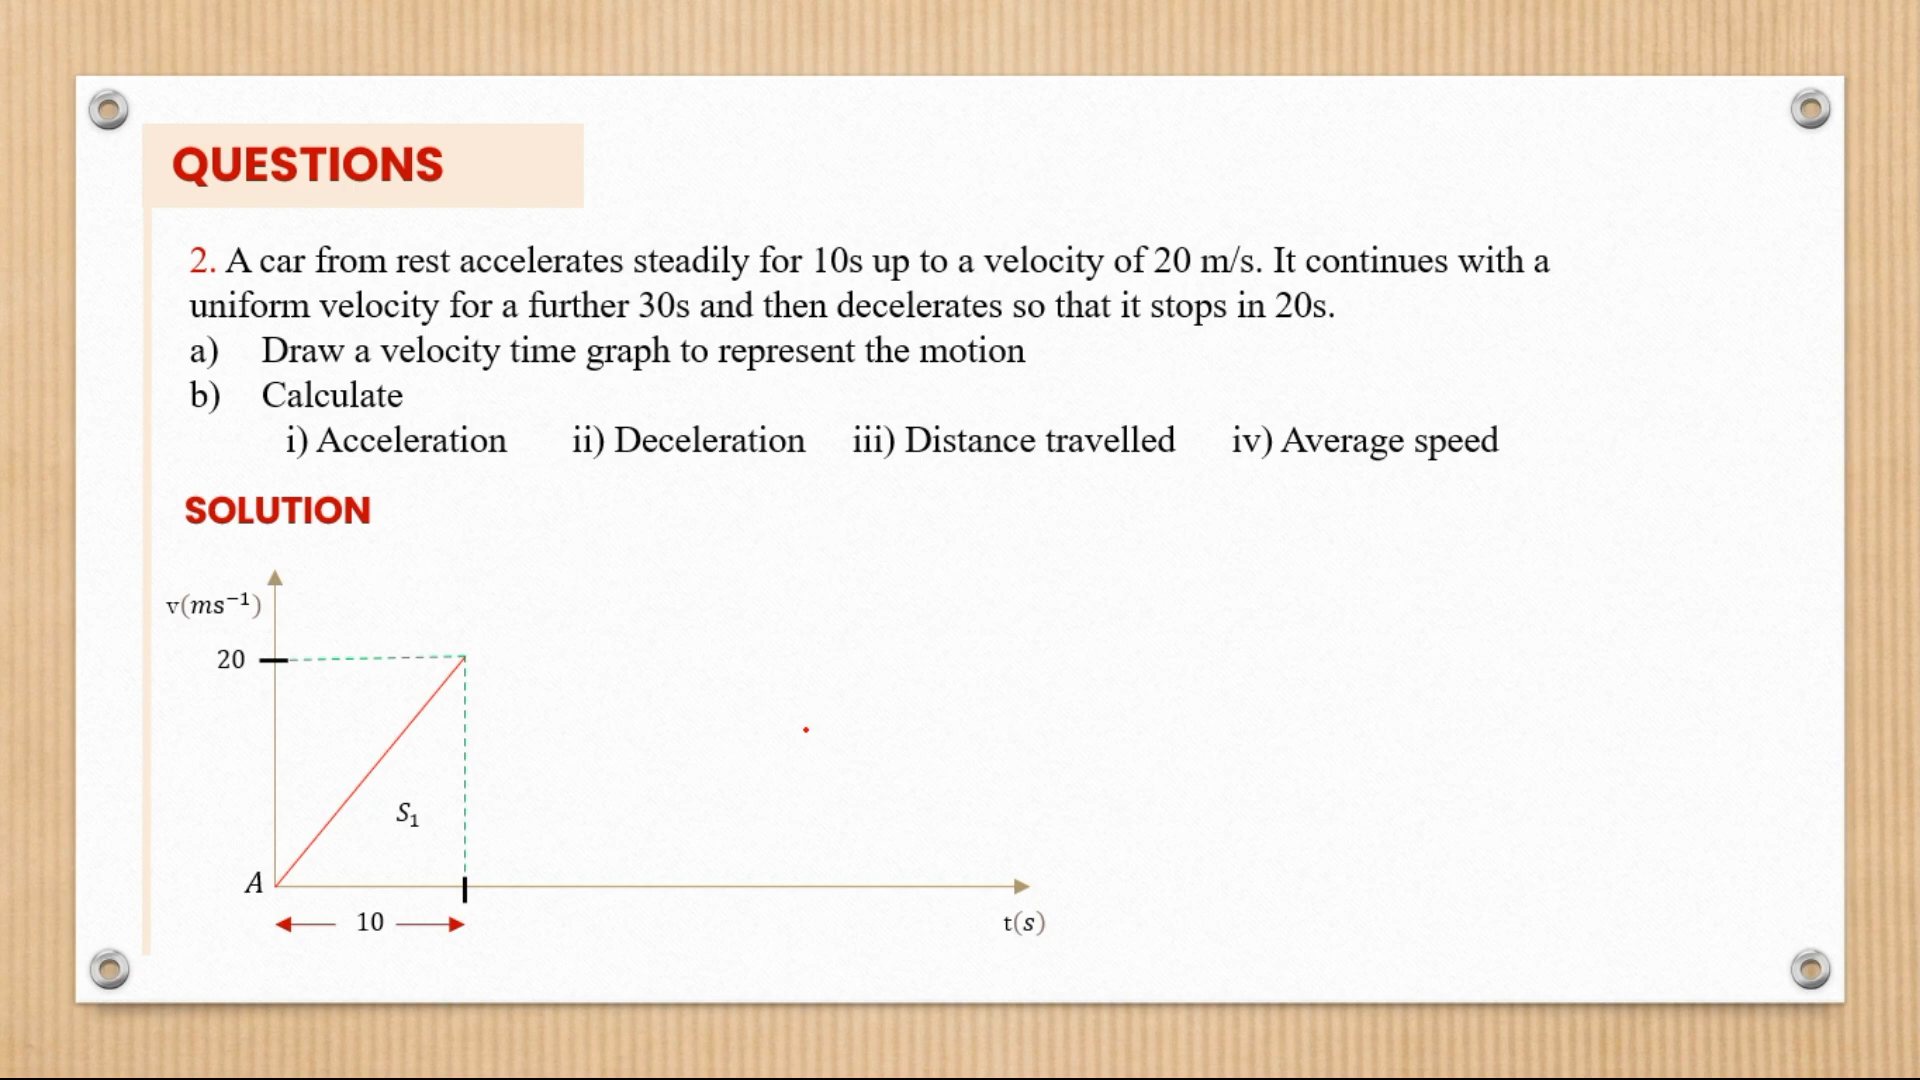 QUESTIONS
2. A car from rest accelerates steadily for 10s up to a velocity of 20 m/s. It continues with a
uniform velocity for a further 30s and then decelerates so that it stops in 20s.
a) Draw a velocity time graph to represent the motion
b) Calculate
i) Acceleration ii) Deceleration iii) Distance travelled iv) Average speed
SOLUTION
v(ms⁻¹)
20
S₁
A
10
t(s)